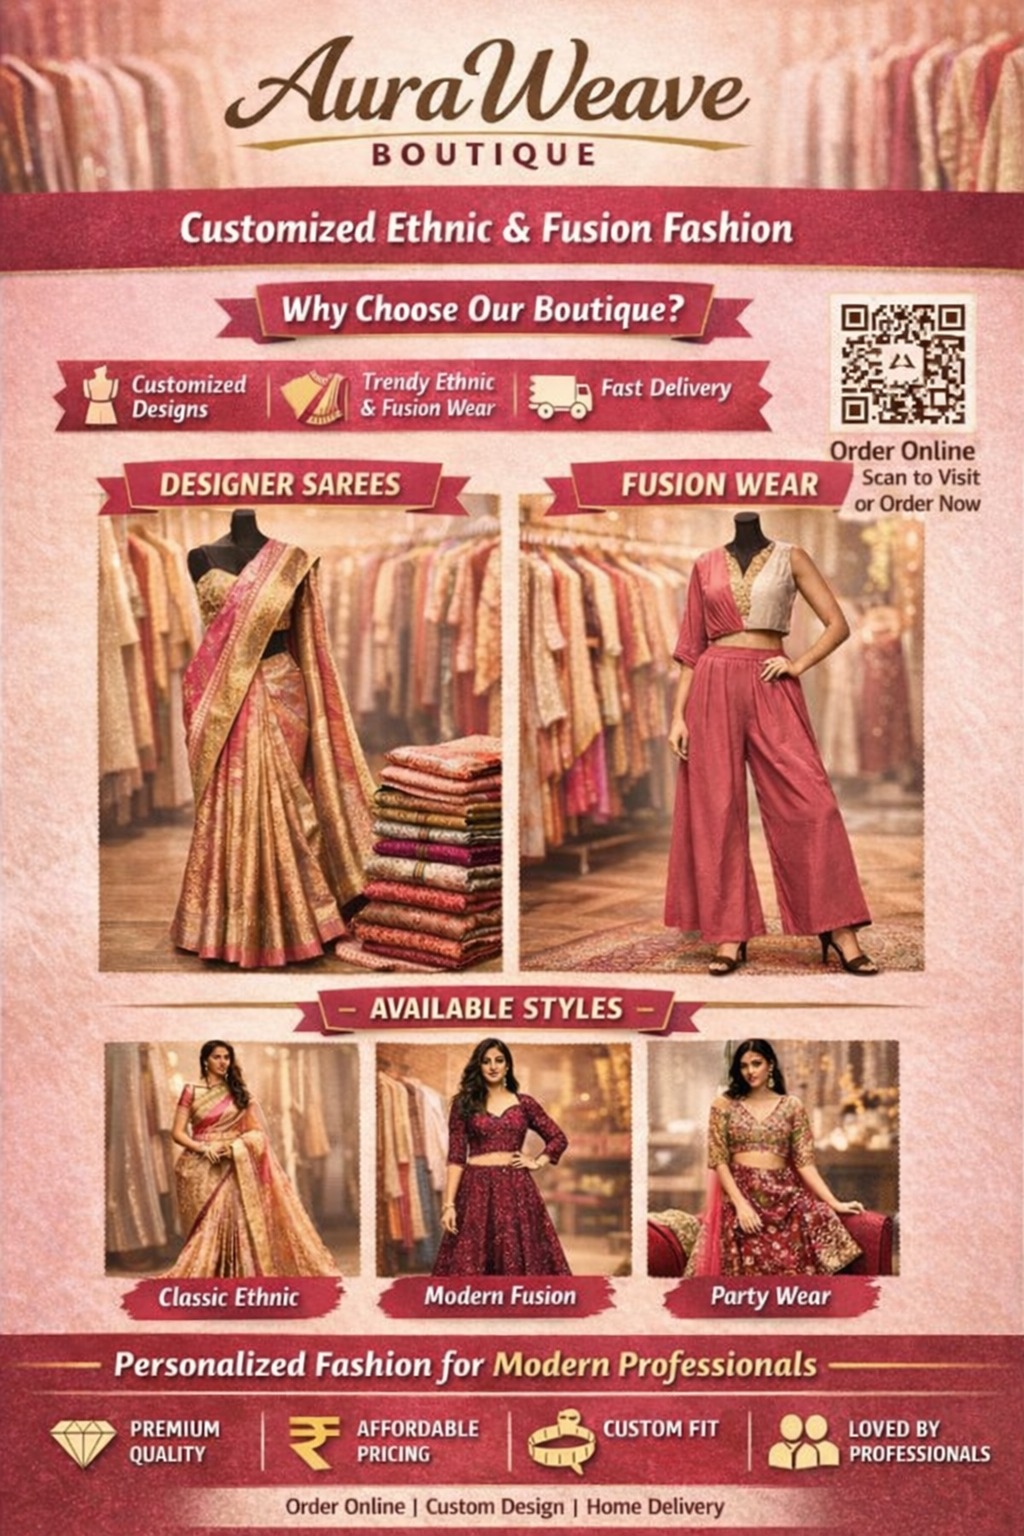 AuraWeave
BOUTIQUE
Customized Ethnic & Fusion Fashion
Why Choose Our Boutique?
Customized
Designs
Trendy Ethnic
& Fusion Wear
Fast Delivery
Order Online
Scan to Visit
or Order Now
DESIGNER SAREES
FUSION WEAR
– AVAILABLE STYLES –
Classic Ethnic
Modern Fusion
Party Wear
Personalized Fashion for Modern Professionals
PREMIUM
QUALITY
AFFORDABLE
PRICING
CUSTOM FIT
LOVED BY
PROFESSIONALS
Order Online | Custom Design | Home Delivery